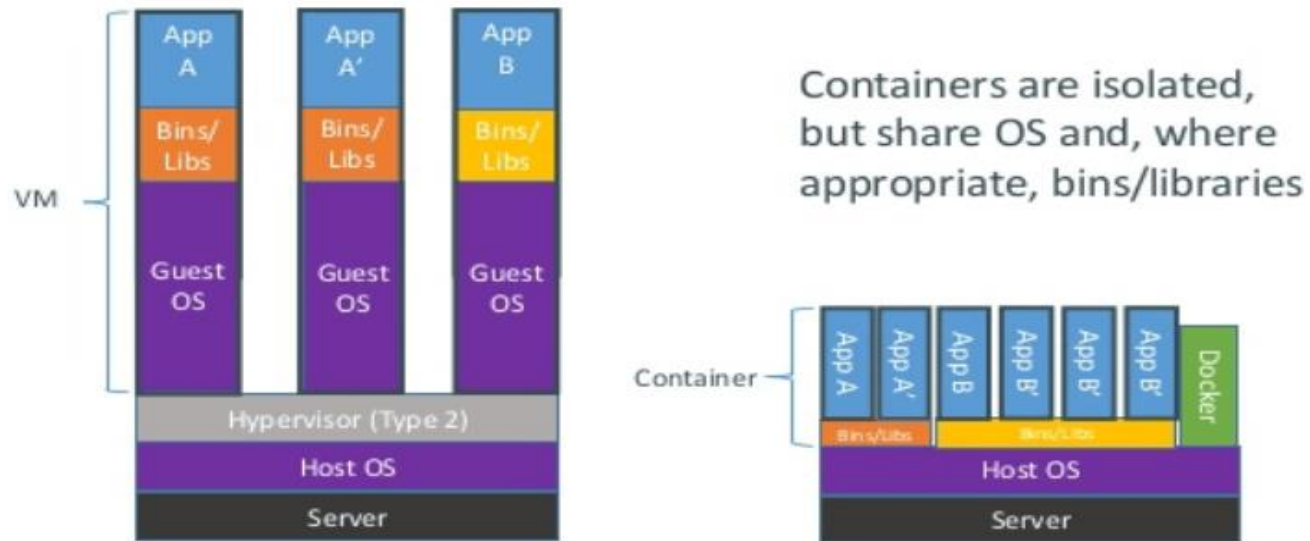 App
A
App
A'
App
B
Bins/
Libs
Bins/
Libs
Bins/
Libs
VM
Guest
OS
Guest
OS
Guest
OS
Hypervisor (Type 2)
Host OS
Server
Containers are isolated,
but share OS and, where
appropriate, bins/libraries
Container
App A
App A'
App B
App B'
App B'
App B'
Docker
Bins/Libs
Bins/Libs
Host OS
Server